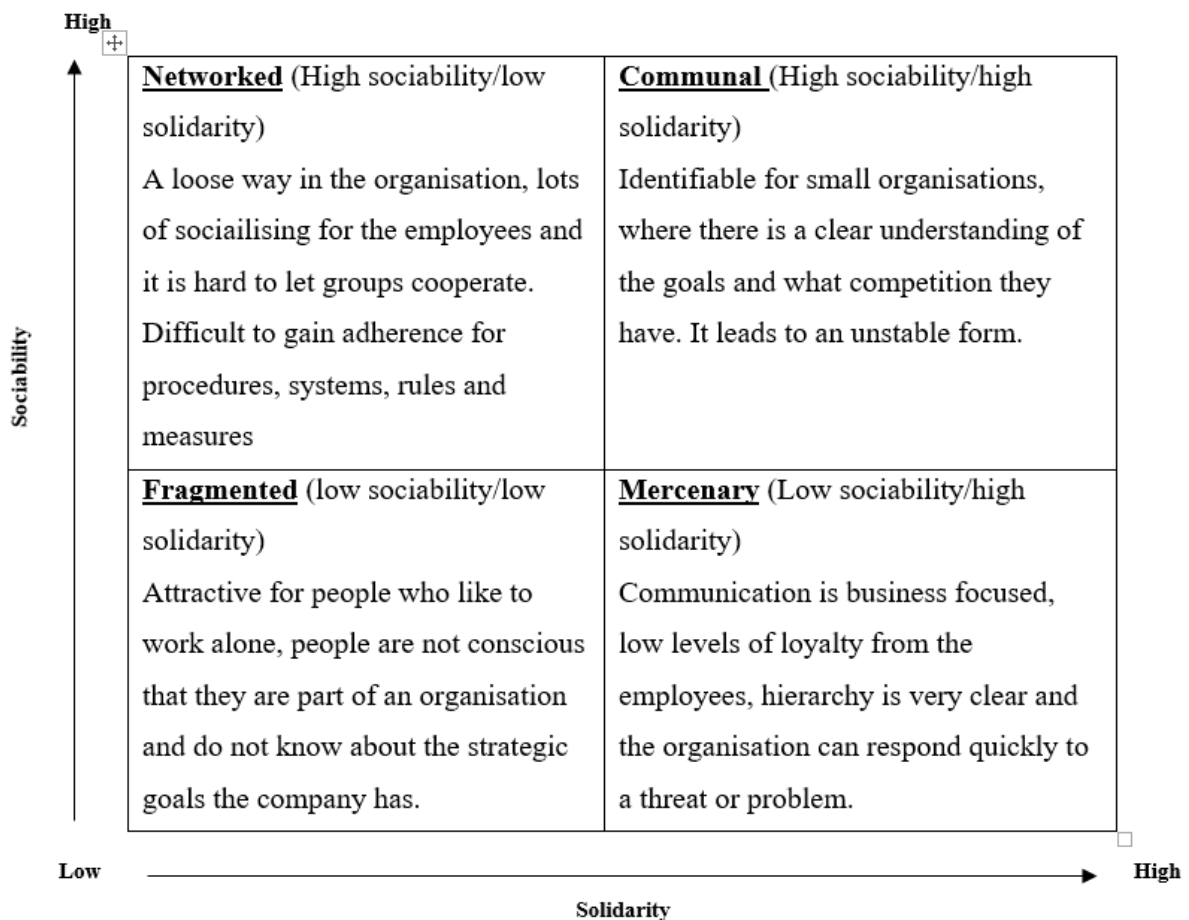 High
Networked (High sociability/low
solidarity)
A loose way in the organisation, lots
of sociailising for the employees and
it is hard to let groups cooperate.
Difficult to gain adherence for
procedures, systems, rules and
measures
Communal (High sociability/high
solidarity)
Identifiable for small organisations,
where there is a clear understanding of
the goals and what competition they
have. It leads to an unstable form.
Sociability
Fragmented (low sociability/low
solidarity)
Attractive for people who like to
work alone, people are not conscious
that they are part of an organisation
and do not know about the strategic
goals the company has.
Mercenary (Low sociability/high
solidarity)
Communication is business focused,
low levels of loyalty from the
employees, hierarchy is very clear and
the organisation can respond quickly to
a threat or problem.
Low
High
Solidarity